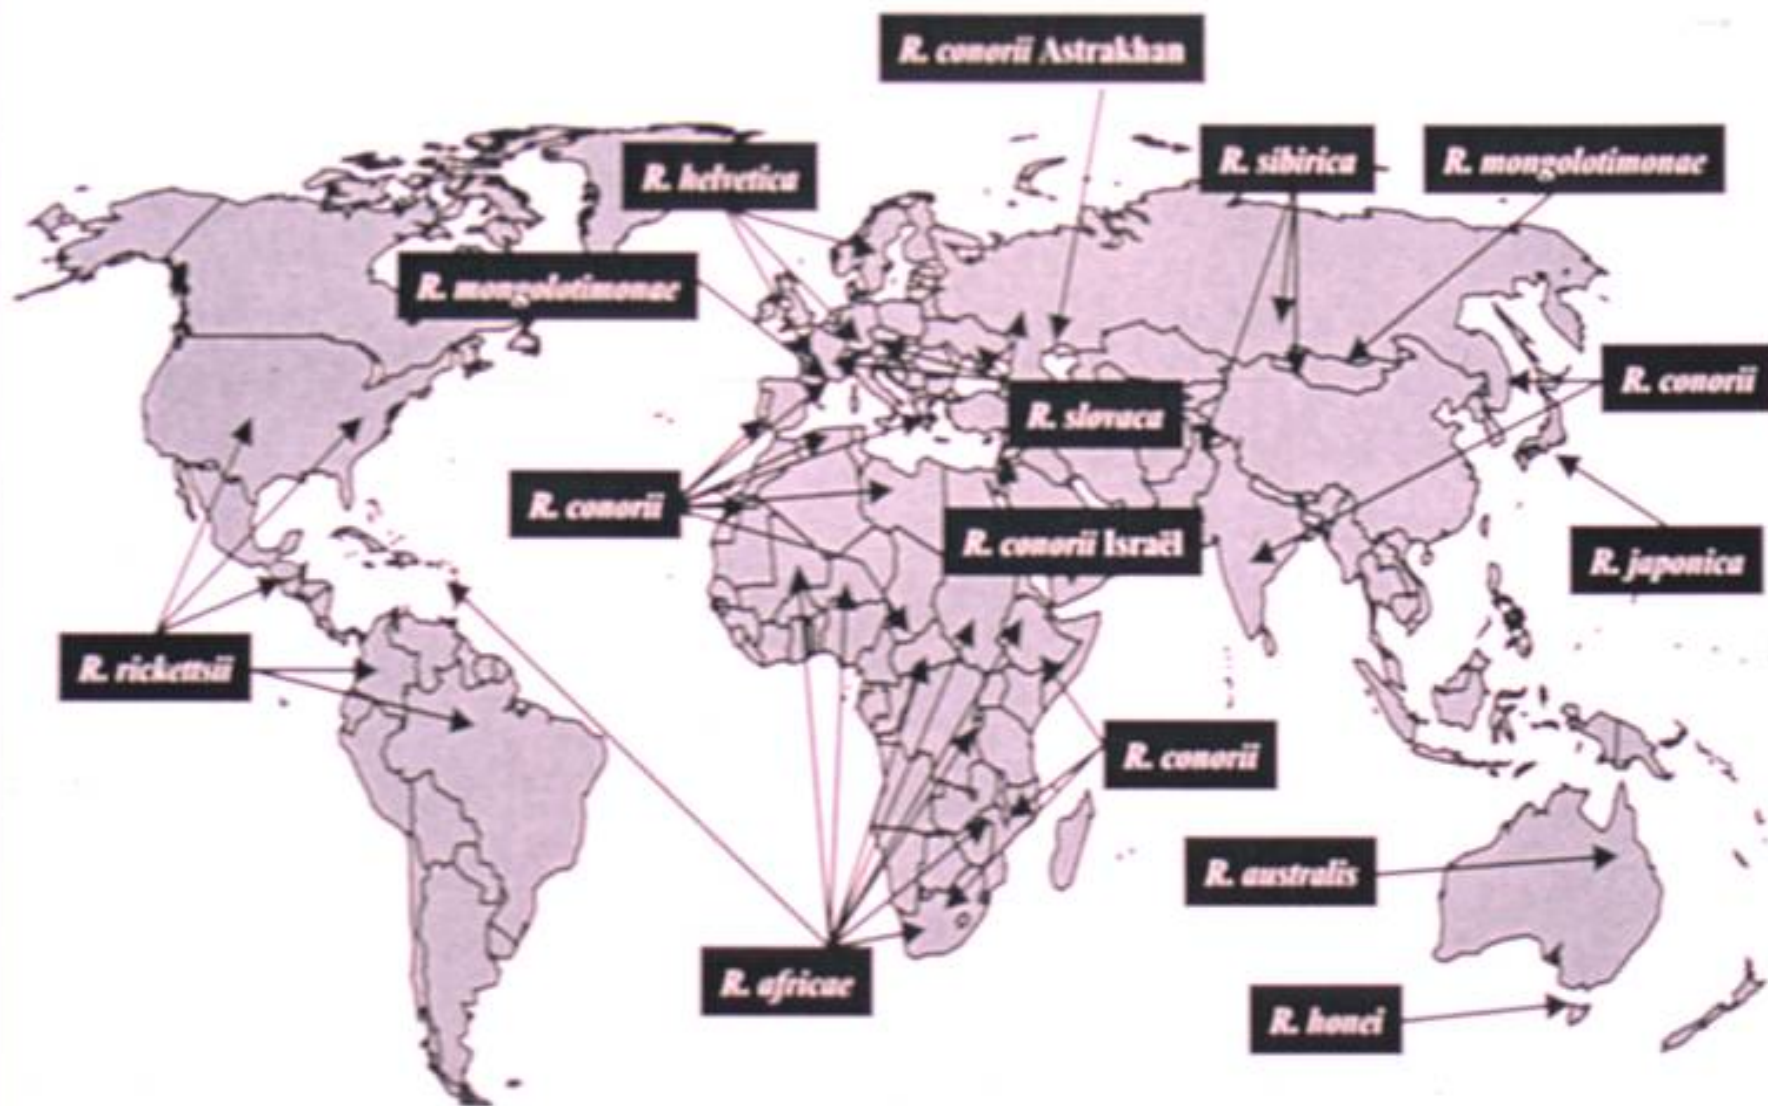 R. conorii Astrakhan
R. helvetica
R. sibirica
R. mongolotimonae
R. mongolotimonae
R. conorii
R. slovaca
R. conorii
R. conorii Israël
R. japonica
R. rickettsii
R. conorii
R. australis
R. africae
R. honei